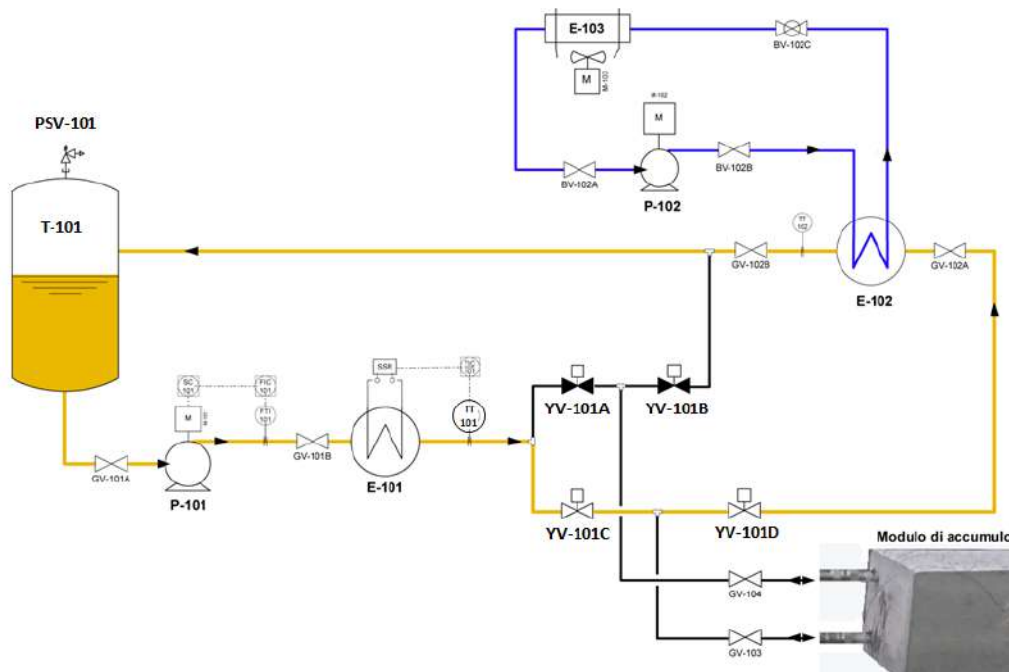 E-103
M
M-103
BV-102C
M-102
M
PSV-101
BV-102A
P-102
BV-102B
T-101
TT
102
GV-102B
GV-102A
E-102
SC
101
FIC
101
SSR
M
FTI
101
TT
101
YV-101A
YV-101B
GV-101B
GV-101A
P-101
E-101
YV-101C
YV-101D
Modulo di accumulo
GV-104
GV-103